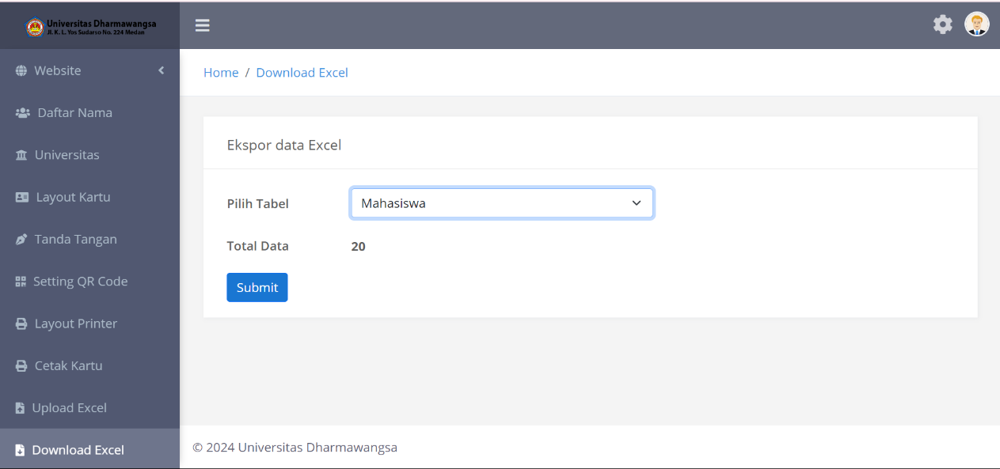 Universitas Dharmawangsa
Jl. K. L. Yos Sudarso No. 224 Medan
Website
Daftar Nama
Universitas
Layout Kartu
Tanda Tangan
Setting QR Code
Layout Printer
Cetak Kartu
Upload Excel
Download Excel
Home / Download Excel
Ekspor data Excel
Pilih Tabel Mahasiswa
Total Data 20
Submit
© 2024 Universitas Dharmawangsa